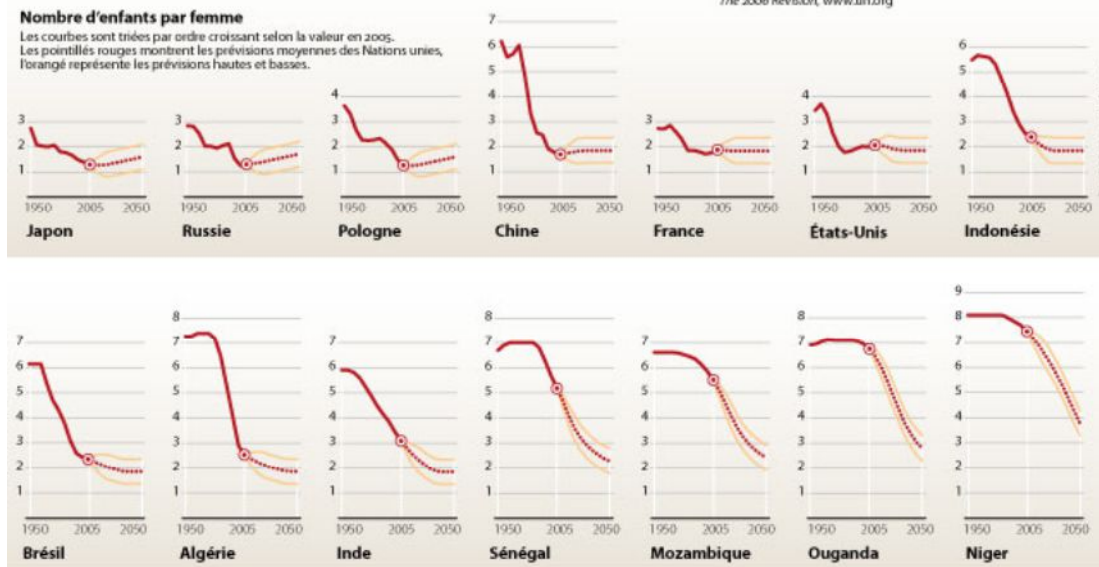 The 2006 Revision, www.un.org
Nombre d'enfants par femme
Les courbes sont triées par ordre croissant selon la valeur en 2005.
Les pointillés rouges montrent les prévisions moyennes des Nations unies,
l'orangé représente les prévisions hautes et basses.
3
2
1
1950 2005 2050
Japon
3
2
1
1950 2005 2050
Russie
4
3
2
1
1950 2005 2050
Pologne
7
6
5
4
3
2
1
1950 2005 2050
Chine
3
2
1
1950 2005 2050
France
4
3
2
1
1950 2005 2050
États-Unis
6
5
4
3
2
1
1950 2005 2050
Indonésie
7
6
5
4
3
2
1
1950 2005 2050
Brésil
8
7
6
5
4
3
2
1
1950 2005 2050
Algérie
7
6
5
4
3
2
1
1950 2005 2050
Inde
8
7
6
5
4
3
2
1
1950 2005 2050
Sénégal
7
6
5
4
3
2
1
1950 2005 2050
Mozambique
8
7
6
5
4
3
2
1
1950 2005 2050
Ouganda
9
8
7
6
5
4
3
2
1
1950 2005 2050
Niger